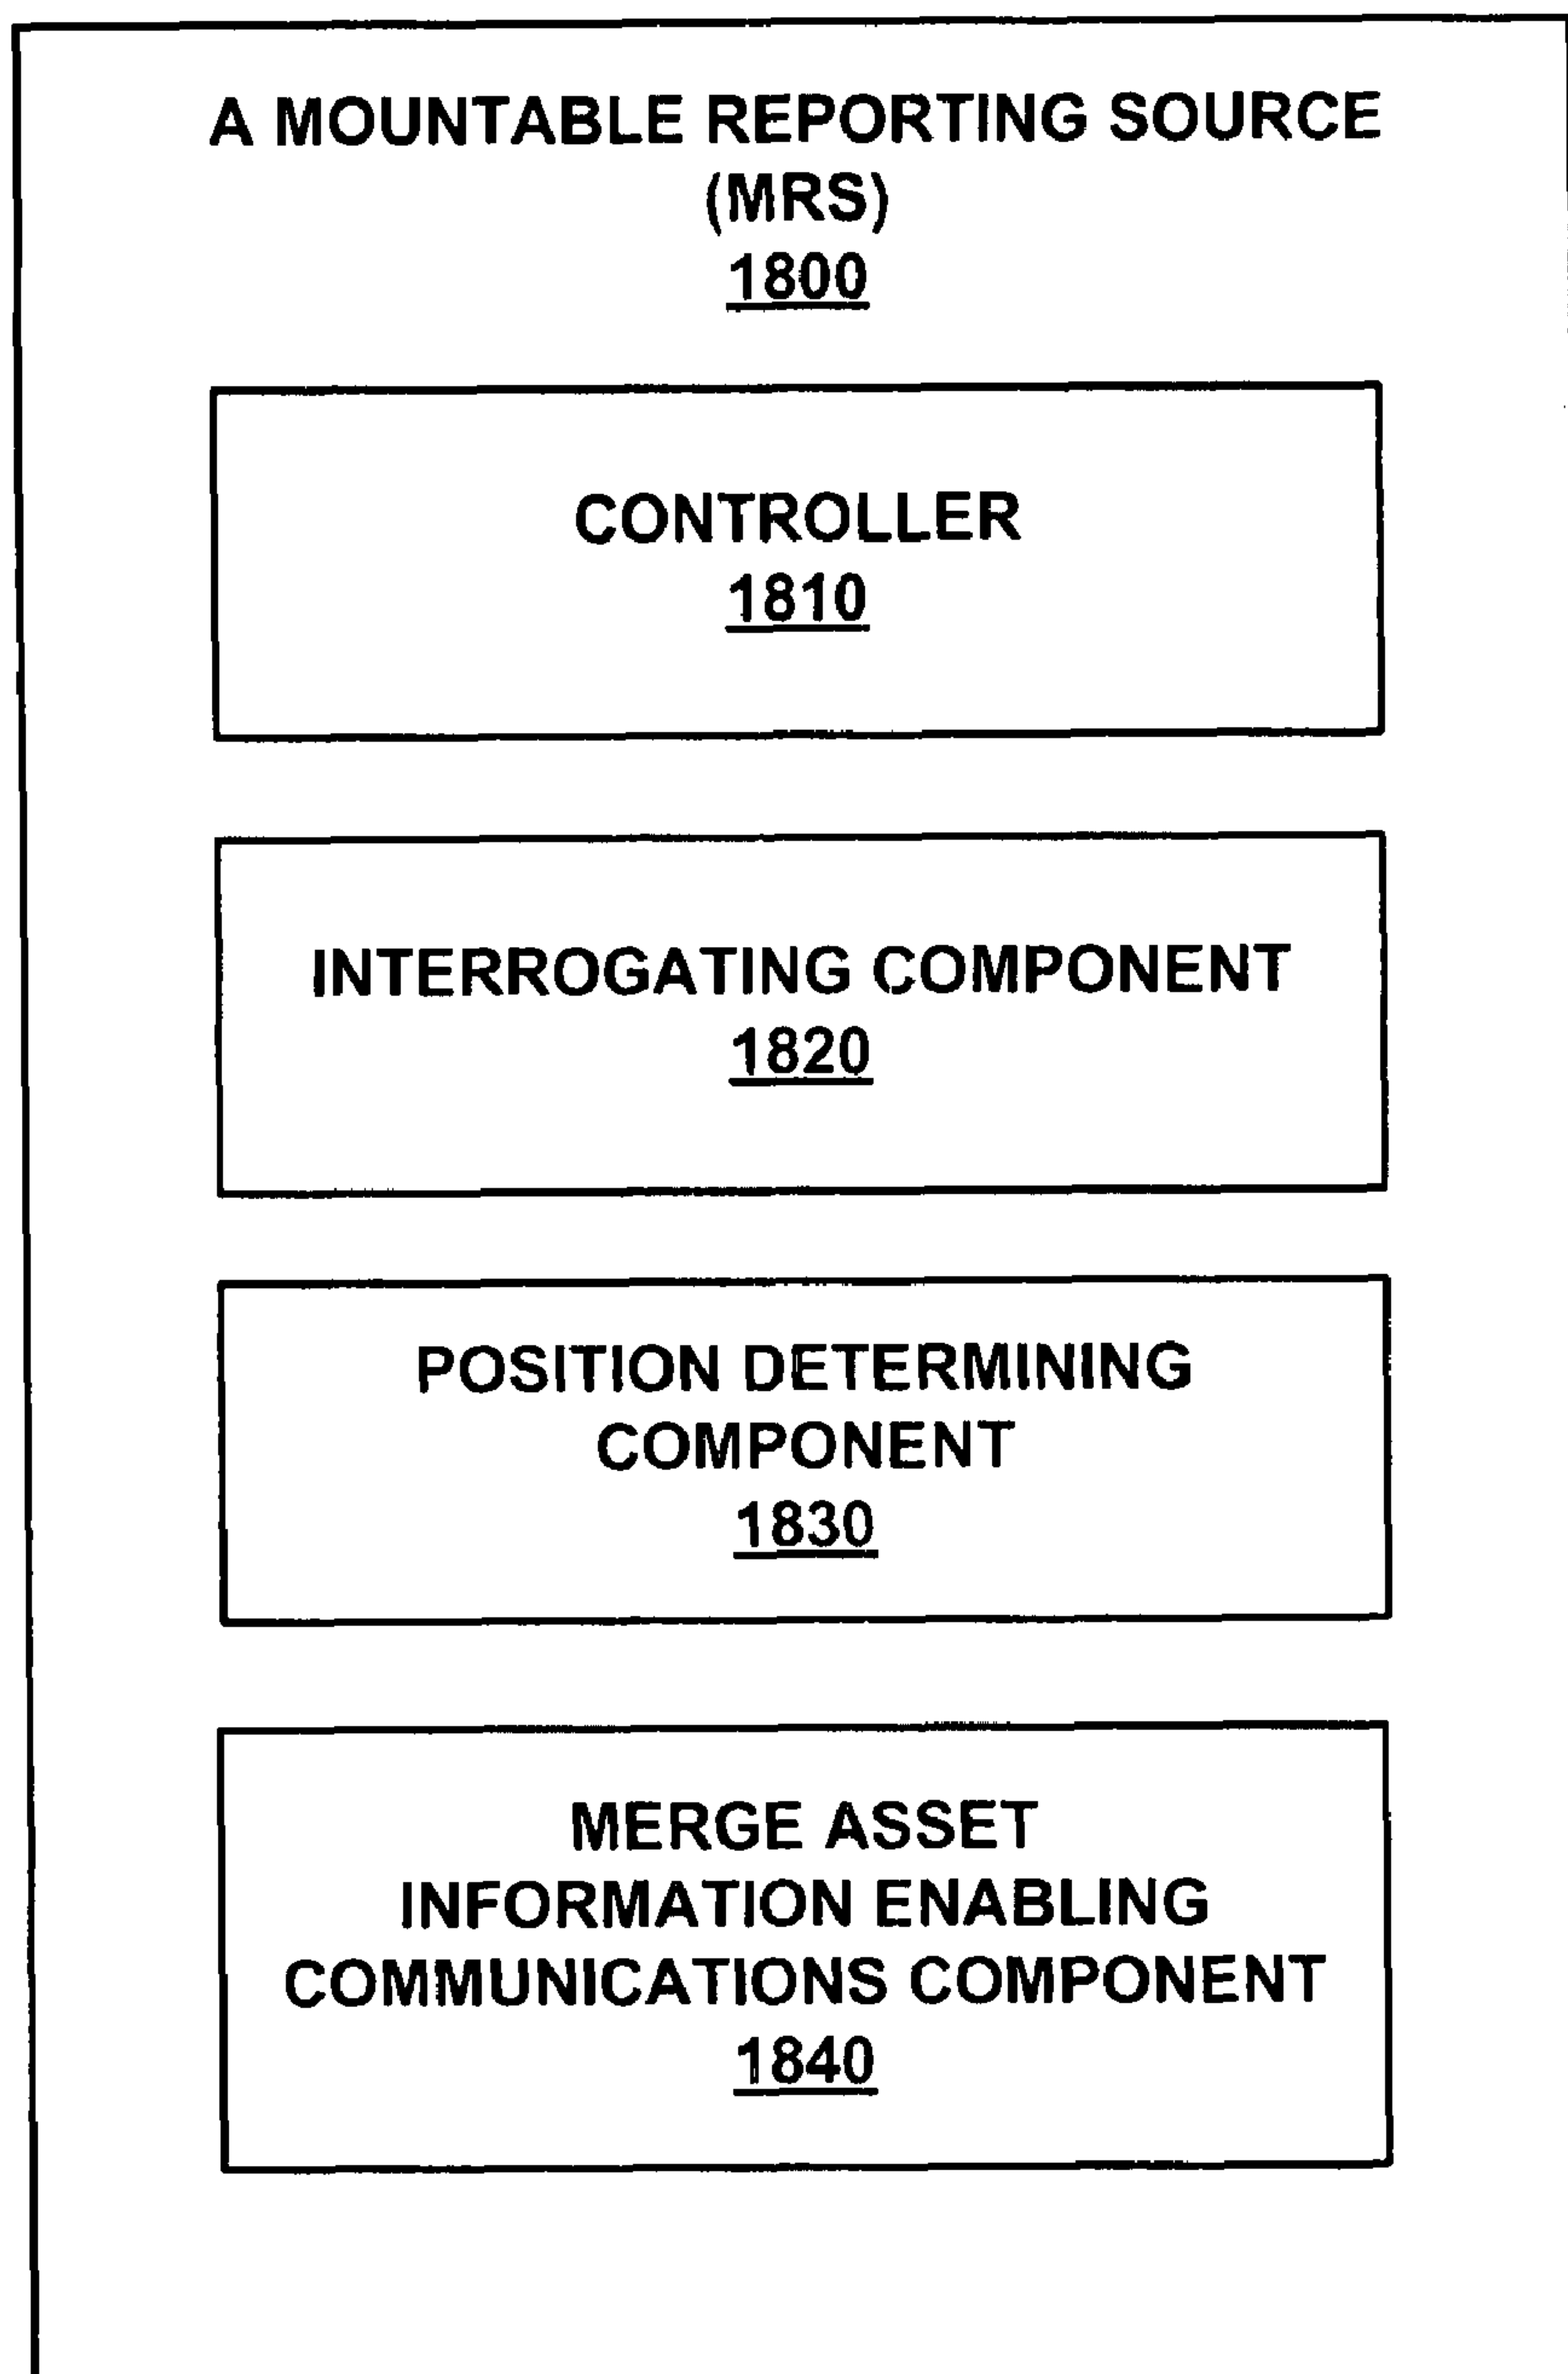 A MOUNTABLE REPORTING SOURCE
(MRS)
1800
CONTROLLER
1810
INTERROGATING COMPONENT
1820
POSITION DETERMINING
COMPONENT
1830
MERGE ASSET
INFORMATION ENABLING
COMMUNICATIONS COMPONENT
1840